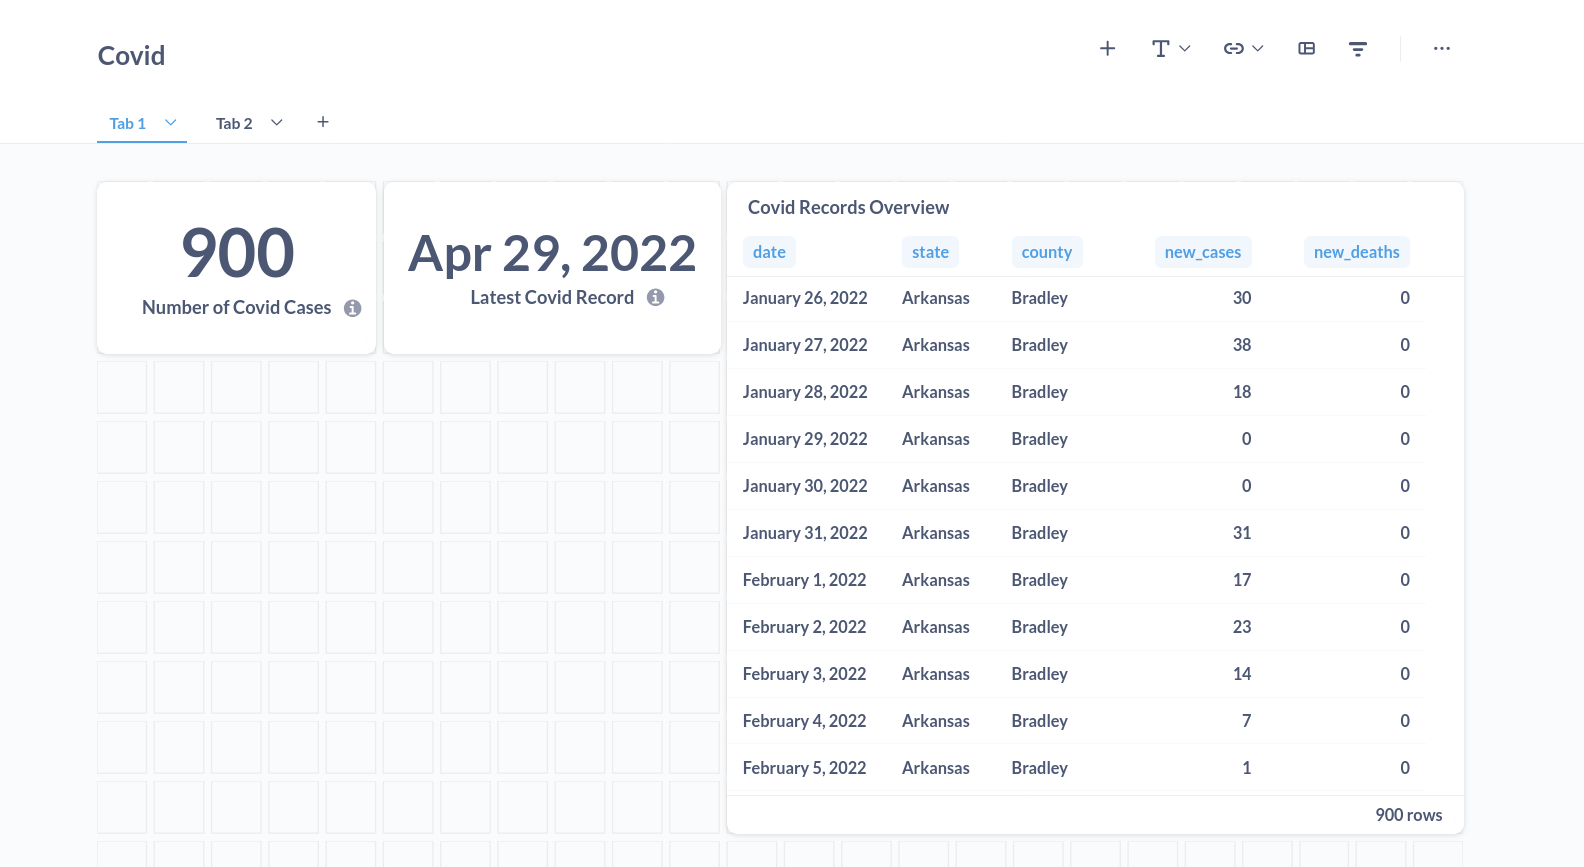 Covid
Tab 1
Tab 2
900
Number of Covid Cases
Apr 29, 2022
Latest Covid Record
Covid Records Overview
date state county new_cases new_deaths
January 26, 2022 Arkansas Bradley 30 0
January 27, 2022 Arkansas Bradley 38 0
January 28, 2022 Arkansas Bradley 18 0
January 29, 2022 Arkansas Bradley 0 0
January 30, 2022 Arkansas Bradley 0 0
January 31, 2022 Arkansas Bradley 31 0
February 1, 2022 Arkansas Bradley 17 0
February 2, 2022 Arkansas Bradley 23 0
February 3, 2022 Arkansas Bradley 14 0
February 4, 2022 Arkansas Bradley 7 0
February 5, 2022 Arkansas Bradley 1 0
900 rows